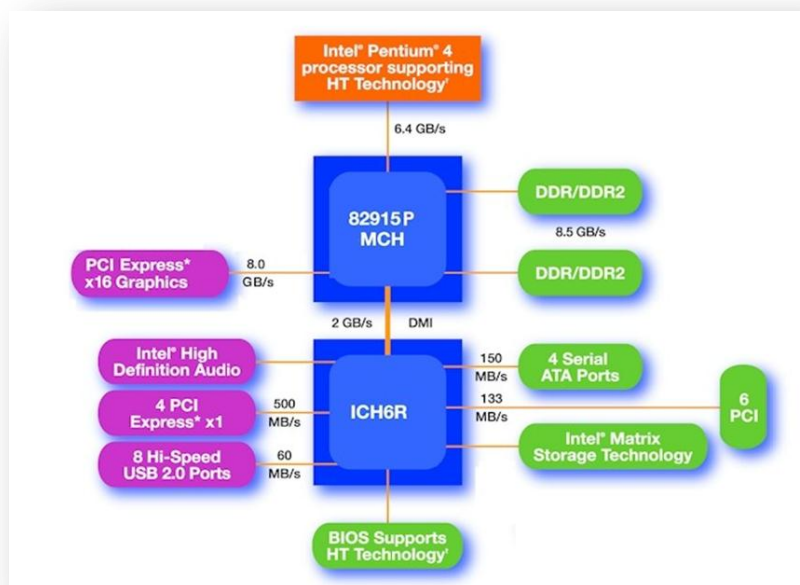 Intel® Pentium® 4
processor supporting
HT Technology†
6.4 GB/s
82915P
MCH
DDR/DDR2
8.5 GB/s
DDR/DDR2
PCI Express*
x16 Graphics
8.0
GB/s
2 GB/s
DMI
Intel® High
Definition Audio
4 PCI
Express* x1
500
MB/s
8 Hi-Speed
USB 2.0 Ports
60
MB/s
ICH6R
150
MB/s
4 Serial
ATA Ports
133
MB/s
6
PCI
Intel® Matrix
Storage Technology
BIOS Supports
HT Technology†